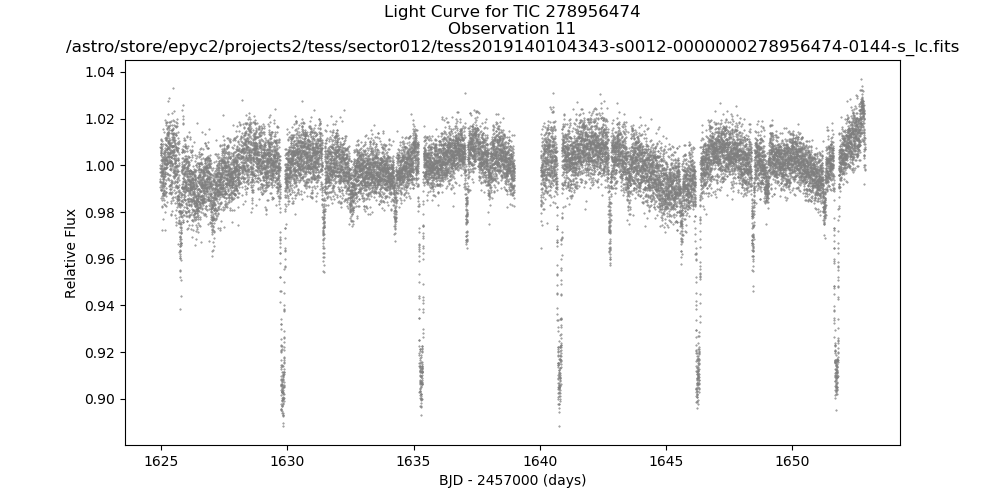 Light Curve for TIC 278956474
Observation 11
/astro/store/epyc2/projects2/tess/sector012/tess2019140104343-s0012-0000000278956474-0144-s_lc.fits
1.04
1.02
1.00
0.98
0.96
0.94
0.92
0.90
Relative Flux
1625 1630 1635 1640 1645 1650
BJD - 2457000 (days)